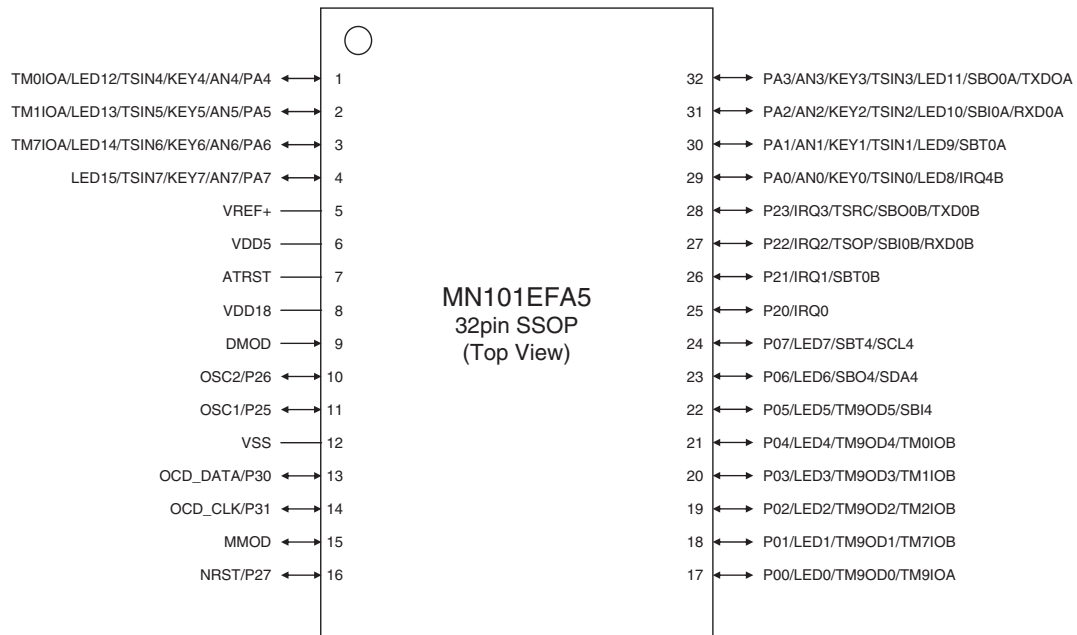 TM0IOA/LED12/TSIN4/KEY4/AN4/PA4 1
TM1IOA/LED13/TSIN5/KEY5/AN5/PA5 2
TM7IOA/LED14/TSIN6/KEY6/AN6/PA6 3
LED15/TSIN7/KEY7/AN7/PA7 4
VREF+ 5
VDD5 6
ATRST 7
VDD18 8
DMOD 9
OSC2/P26 10
OSC1/P25 11
VSS 12
OCD_DATA/P30 13
OCD_CLK/P31 14
MMOD 15
NRST/P27 16
MN101EFA5
32pin SSOP
(Top View)
32 PA3/AN3/KEY3/TSIN3/LED11/SBO0A/TXDOA
31 PA2/AN2/KEY2/TSIN2/LED10/SBI0A/RXD0A
30 PA1/AN1/KEY1/TSIN1/LED9/SBT0A
29 PA0/AN0/KEY0/TSIN0/LED8/IRQ4B
28 P23/IRQ3/TSRC/SBO0B/TXD0B
27 P22/IRQ2/TSOP/SBI0B/RXD0B
26 P21/IRQ1/SBT0B
25 P20/IRQ0
24 P07/LED7/SBT4/SCL4
23 P06/LED6/SBO4/SDA4
22 P05/LED5/TM9OD5/SBI4
21 P04/LED4/TM9OD4/TM0IOB
20 P03/LED3/TM9OD3/TM1IOB
19 P02/LED2/TM9OD2/TM2IOB
18 P01/LED1/TM9OD1/TM7IOB
17 P00/LED0/TM9OD0/TM9IOA